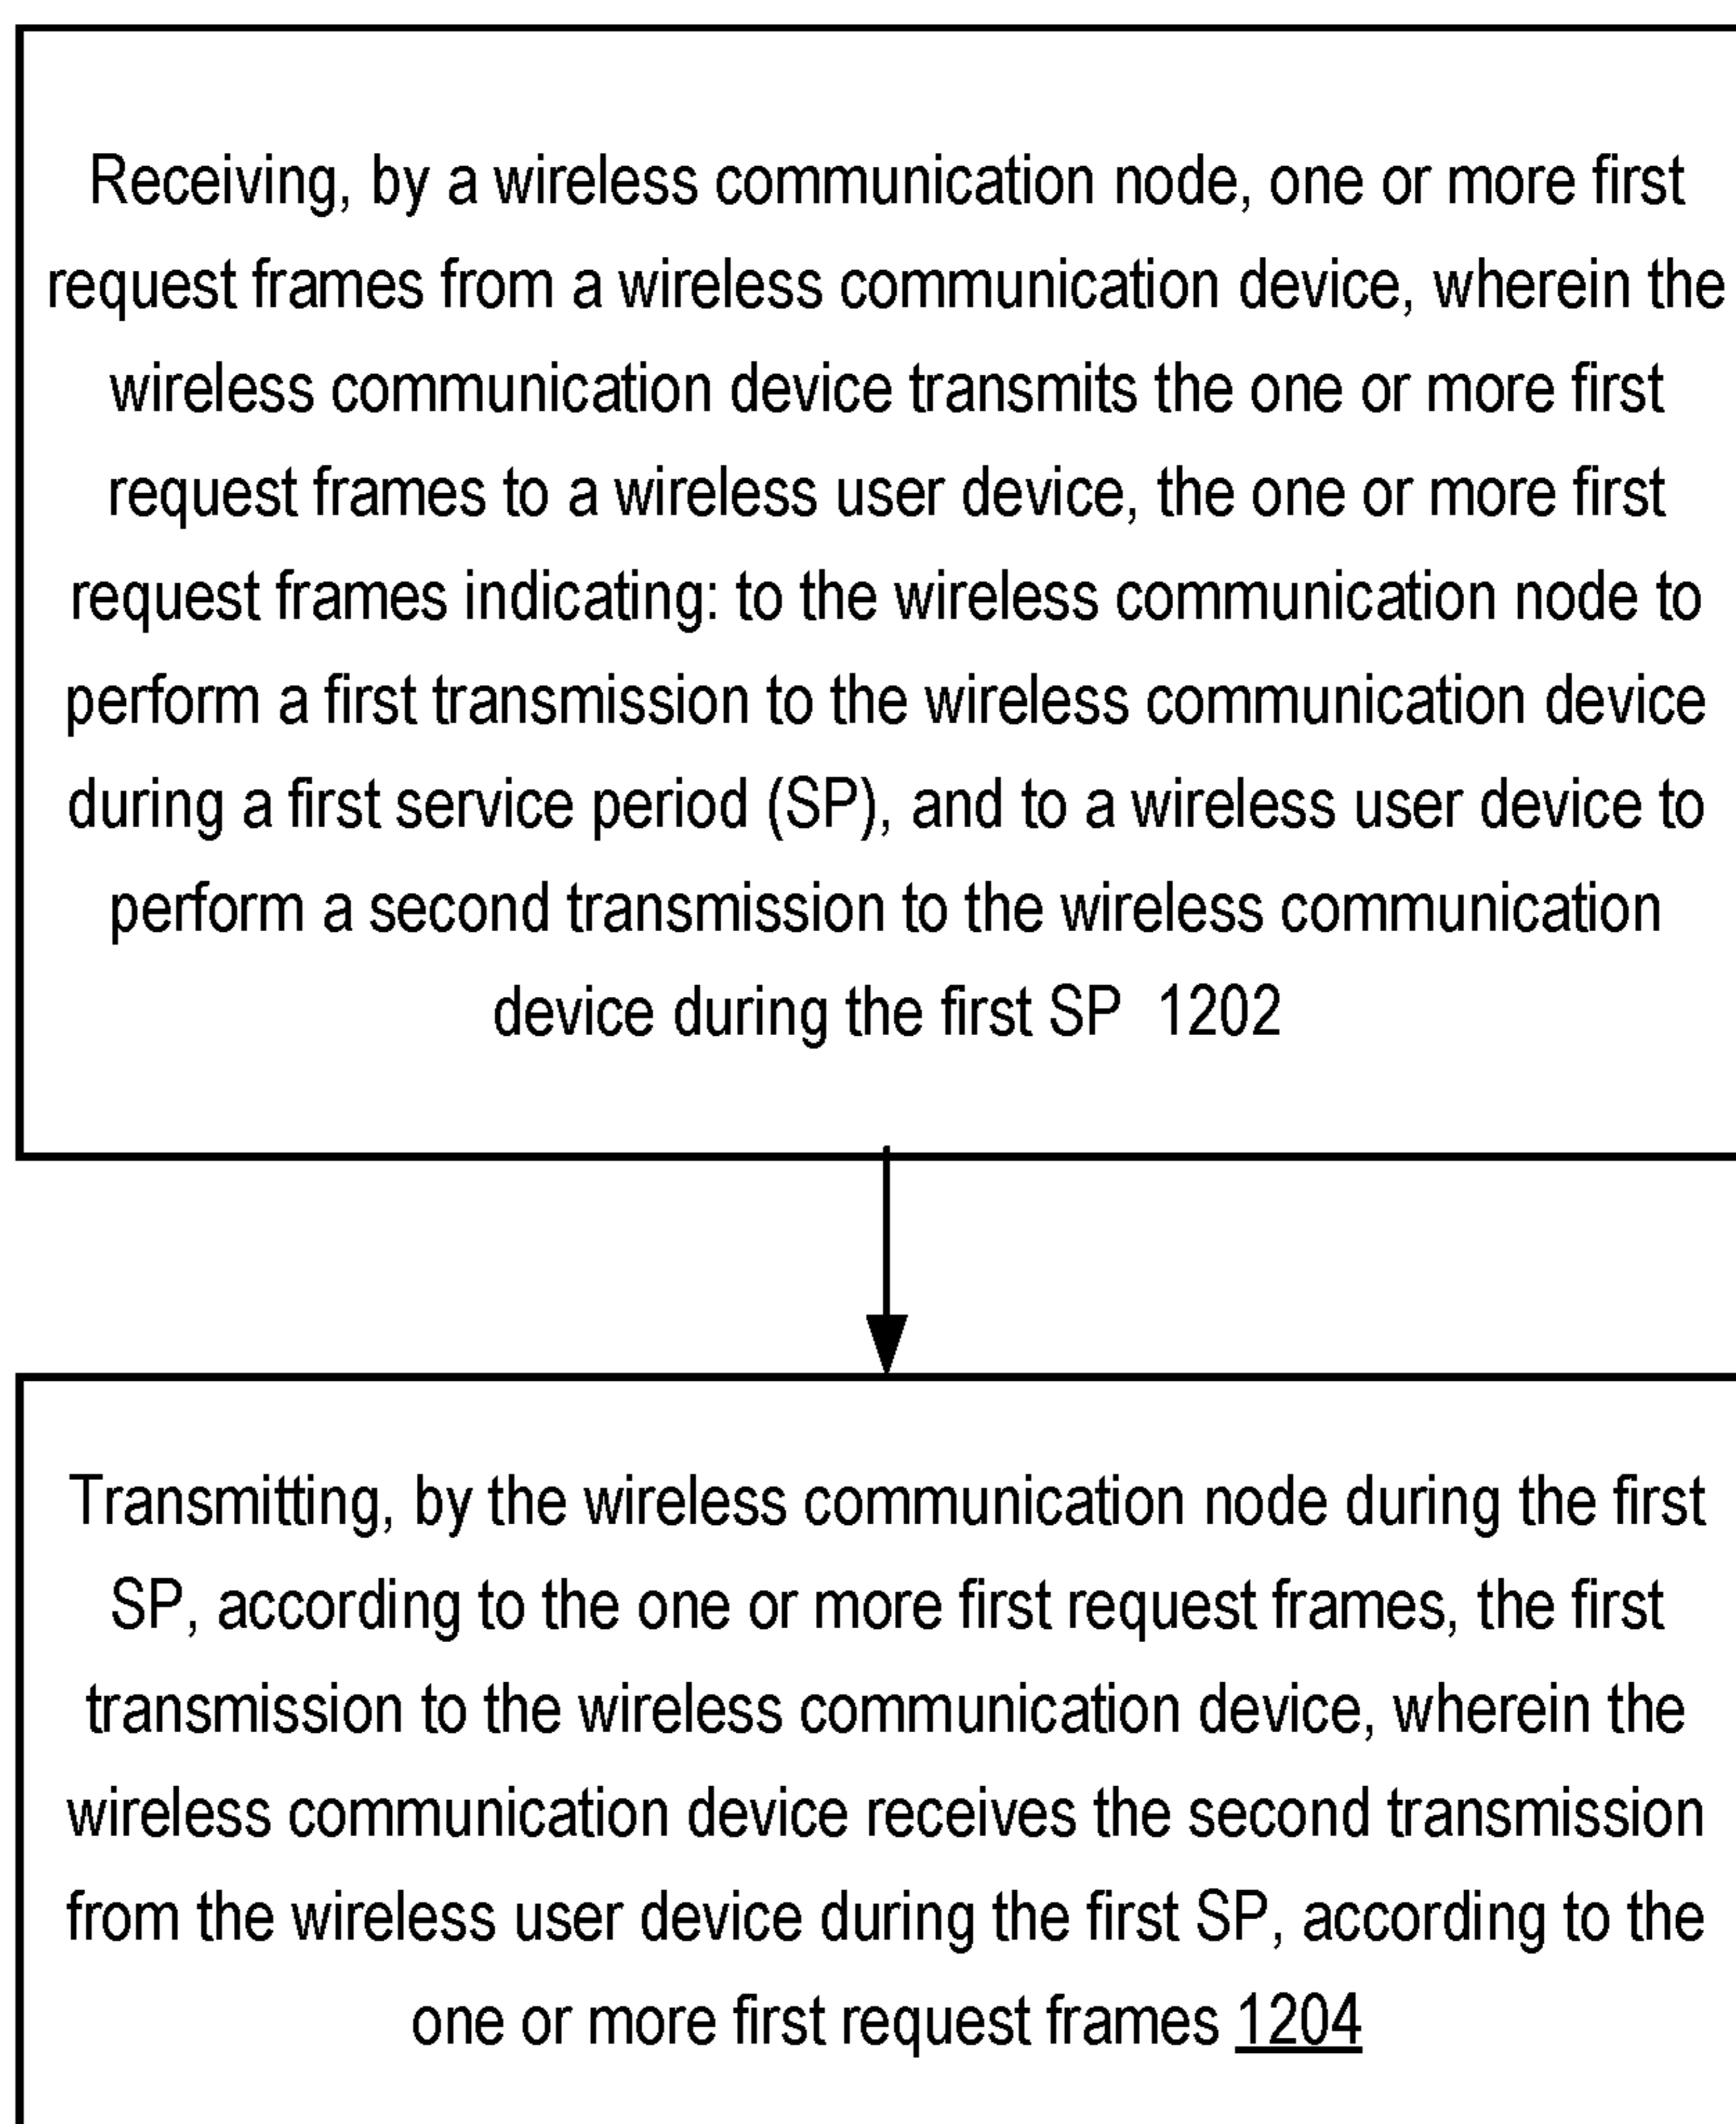 Receiving, by a wireless communication node, one or more first
request frames from a wireless communication device, wherein the
wireless communication device transmits the one or more first
request frames to a wireless user device, the one or more first
request frames indicating: to the wireless communication node to
perform a first transmission to the wireless communication device
during a first service period (SP), and to a wireless user device to
perform a second transmission to the wireless communication
device during the first SP 1202
Transmitting, by the wireless communication node during the first
SP, according to the one or more first request frames, the first
transmission to the wireless communication device, wherein the
wireless communication device receives the second transmission
from the wireless user device during the first SP, according to the
one or more first request frames 1204